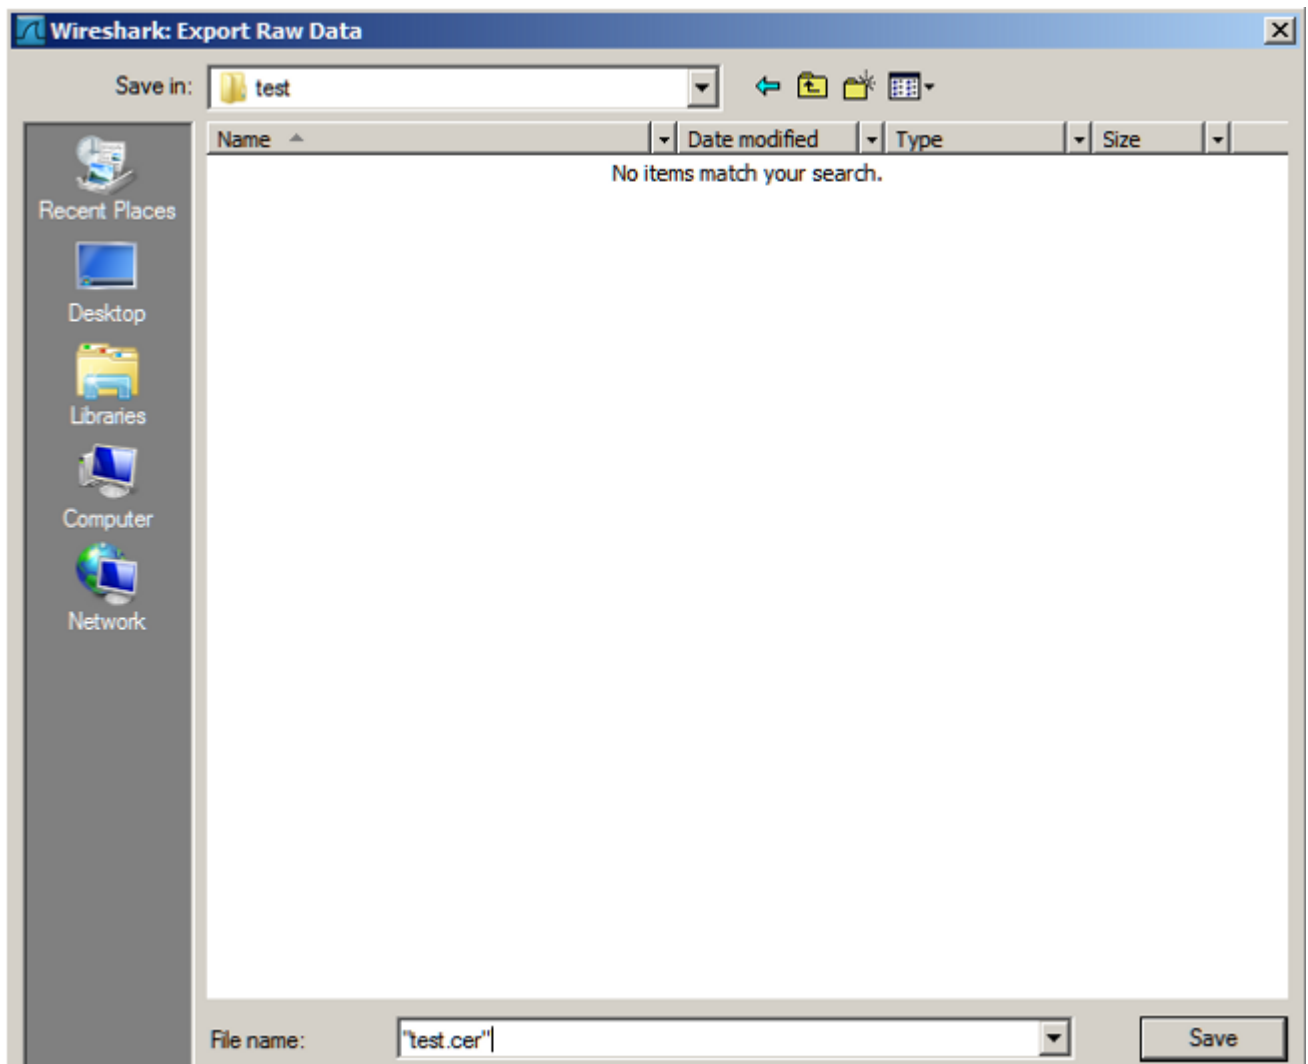 Wireshark: Export Raw Data
Save in: test
Name Date modified Type Size
No items match your search.
Recent Places
Desktop
Libraries
Computer
Network
File name: "test.cer" Save